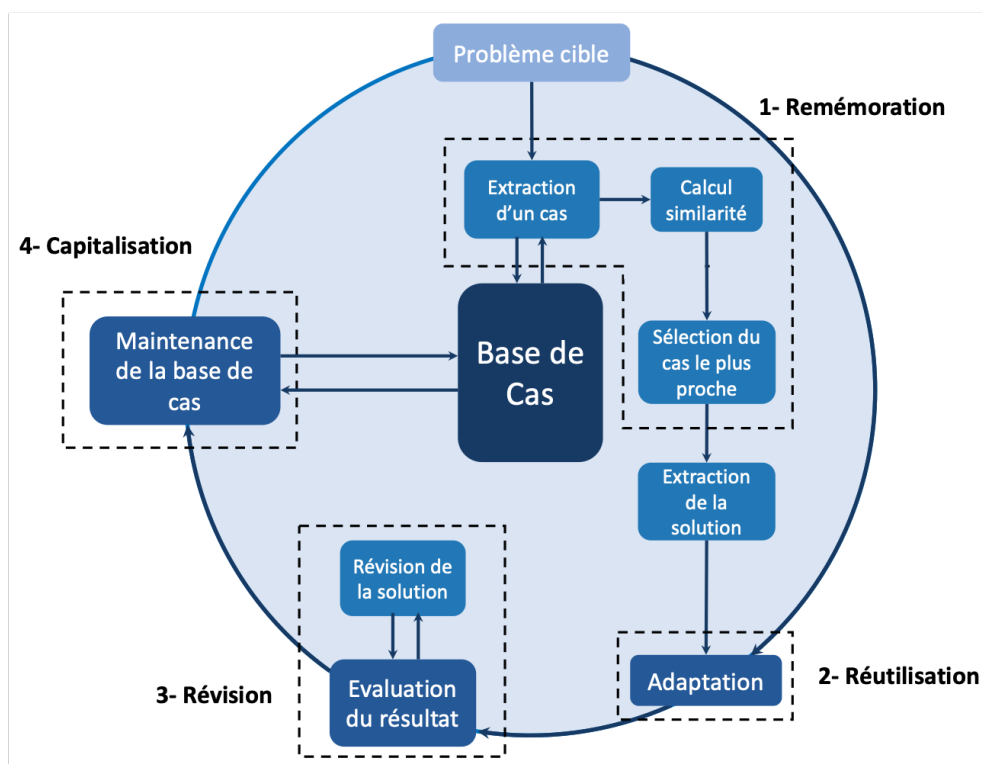 Problème cible
1- Remémoration
Extraction
d'un cas
Calcul
similarité
4- Capitalisation
Maintenance
de la base de
cas
Base de
Cas
Sélection du
cas le plus
proche
Extraction
de la
solution
Révision de
la solution
3- Révision
Evaluation
du résultat
Adaptation
2- Réutilisation